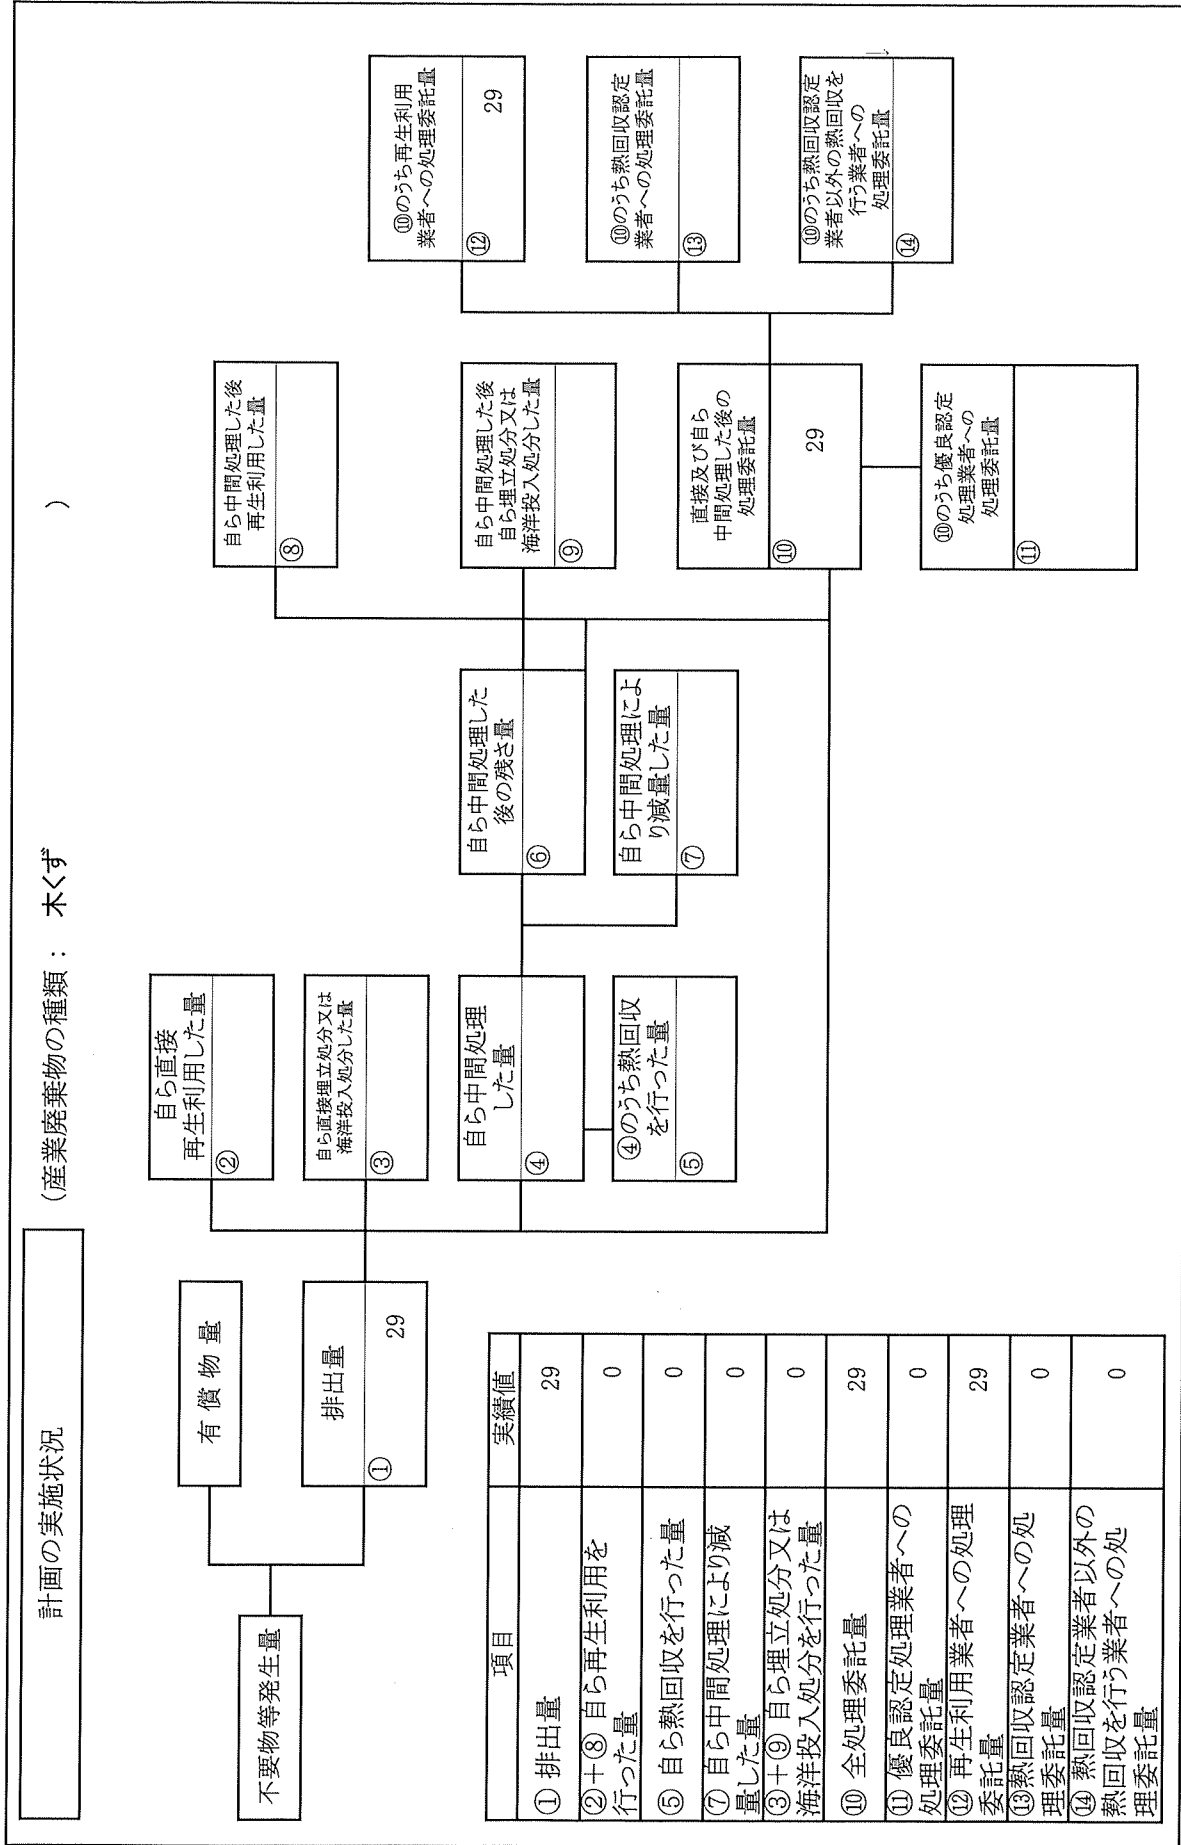 計画の実施状況
(産業廃棄物の種類： 木くず )
不要物等発生量
有償物量
排出量
① 29
自ら直接
再生利用した量
②
自ら直接埋立処分又は
海洋投入処分した量
③
自ら中間処理
した量
④
④のうち熱回収
を行った量
⑤
自ら中間処理した
後の残さ量
⑥
自ら中間処理によ
り減量した量
⑦
自ら中間処理した後
再生利用した量
⑧
自ら中間処理した後
自ら埋立処分又は
海洋投入処分した量
⑨
直接及び自ら
中間処理した後の
処理委託量
⑩ 29
⑩のうち優良認定
処理業者への
処理委託量
⑪
⑩のうち再生利用
業者への処理委託量
⑫ 29
⑩のうち熱回収認定
業者への処理委託量
⑬
⑩のうち熱回収認定
業者以外の熱回収を
行う業者への
処理委託量
⑭
項目 実績値
① 排出量 29
②＋⑧ 自ら再生利用を
行った量 0
⑤ 自ら熱回収を行った量 0
⑦ 自ら中間処理により減
量した量 0
③＋⑨ 自ら埋立処分又は
海洋投入処分を行った量 0
⑩ 全処理委託量 29
⑪ 優良認定処理業者への
処理委託量 0
⑫ 再生利用業者への処理
委託量 29
⑬熱回収認定業者への処
理委託量 0
⑭ 熱回収認定業者以外の
熱回収を行う業者への処
理委託量 0